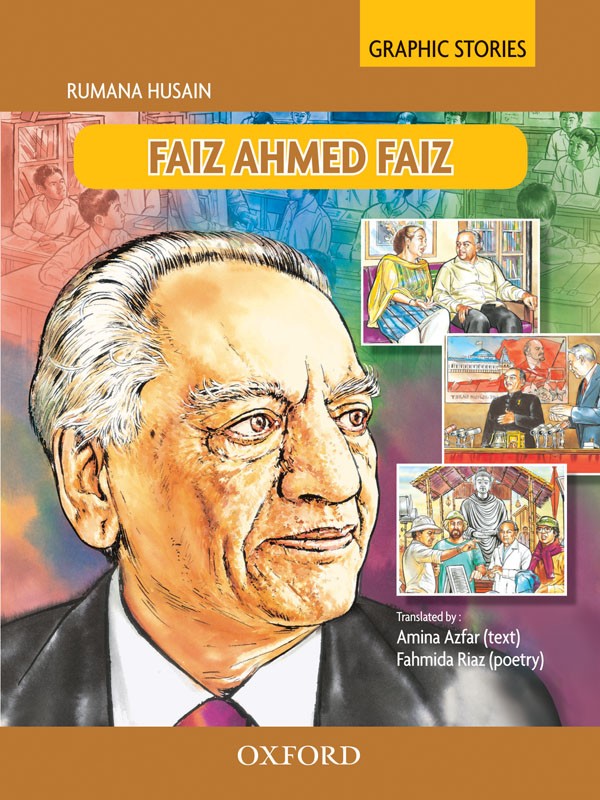 GRAPHIC STORIES
RUMANA HUSAIN
FAIZ AHMED FAIZ
Translated by :
Amina Azfar (text)
Fahmida Riaz (poetry)
OXFORD